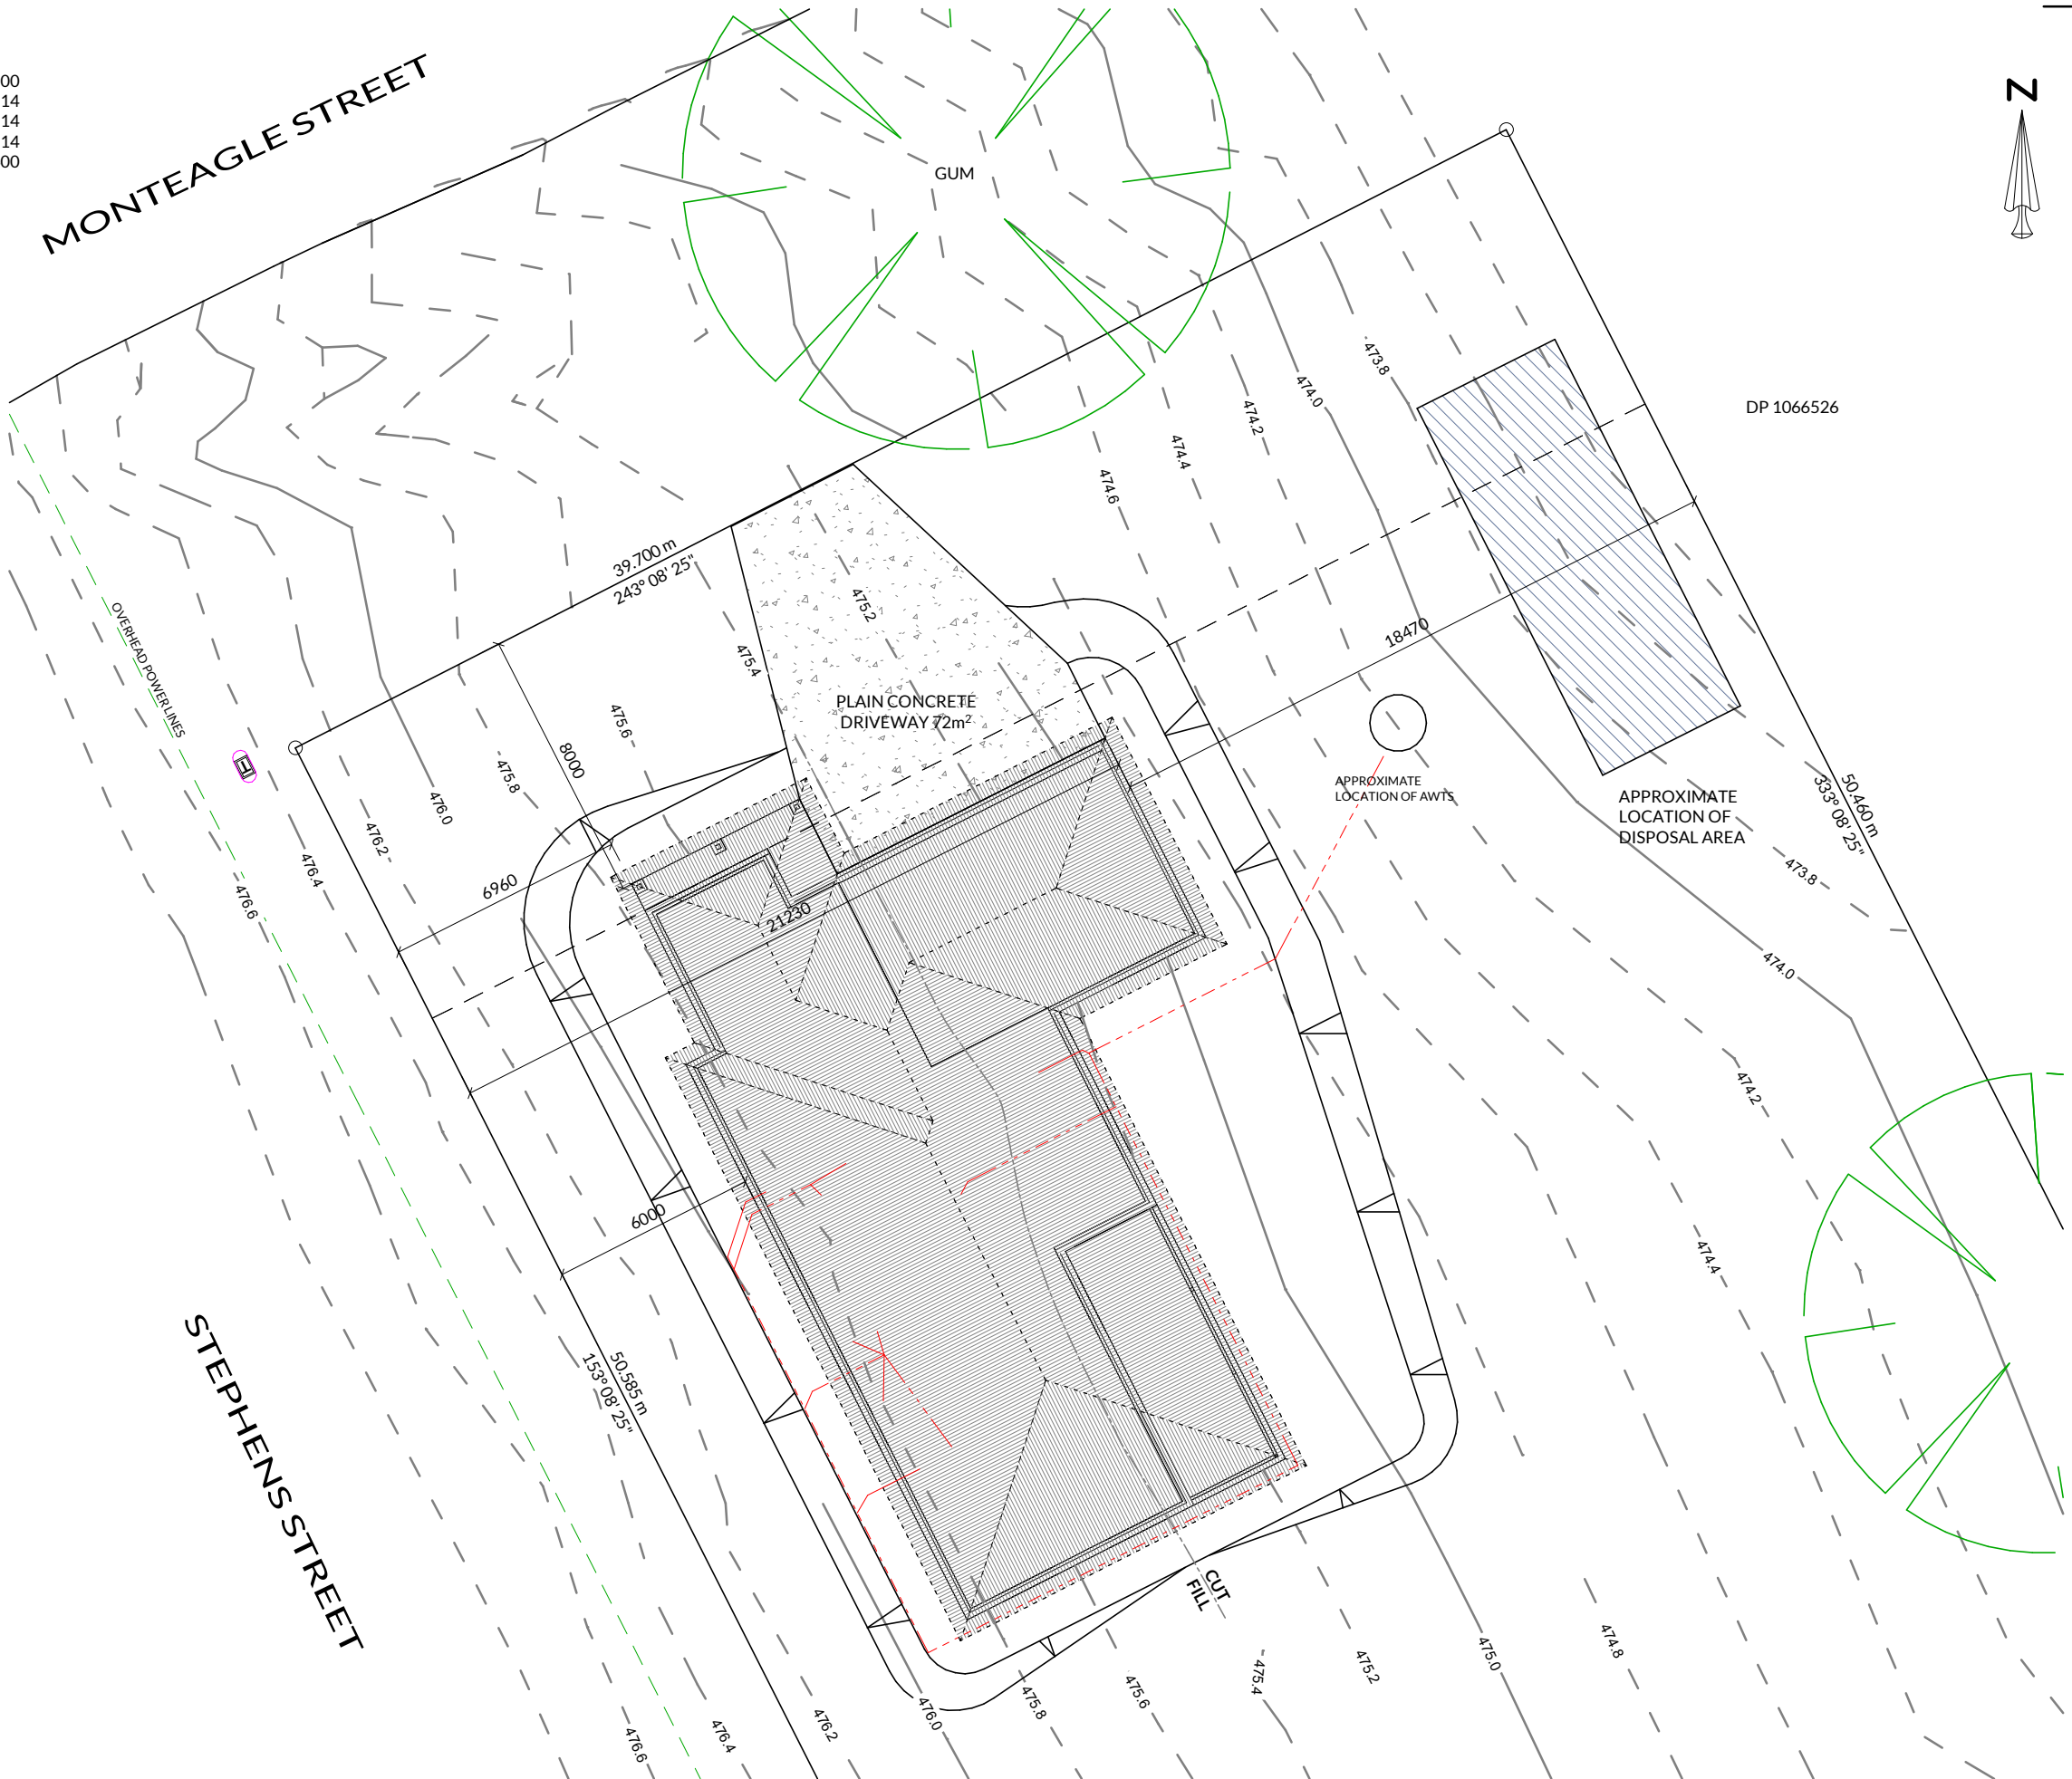 00
14
14
14
00
MONTEAGLE STREET
N
GUM
473.8
474.0
474.2
474.4
474.6
DP 1066526
39.700 m
243° 08' 25"
475.2
475.4
OVERHEAD POWER LINES
18470
PLAIN CONCRETE
DRIVEWAY 72m²
475.6
8000
475.8
476.0
476.2
476.4
476.6
APPROXIMATE
LOCATION OF AWTS
APPROXIMATE
LOCATION OF
DISPOSAL AREA
50.460 m
333° 08' 25"
473.8
6960
21230
474.0
474.2
6000
474.4
STEPHENS STREET
50.585 m
153° 08' 25"
CUT
FILL
476.6
476.4
476.2
476.0
475.8
475.6
475.4
475.2
475.0
474.8